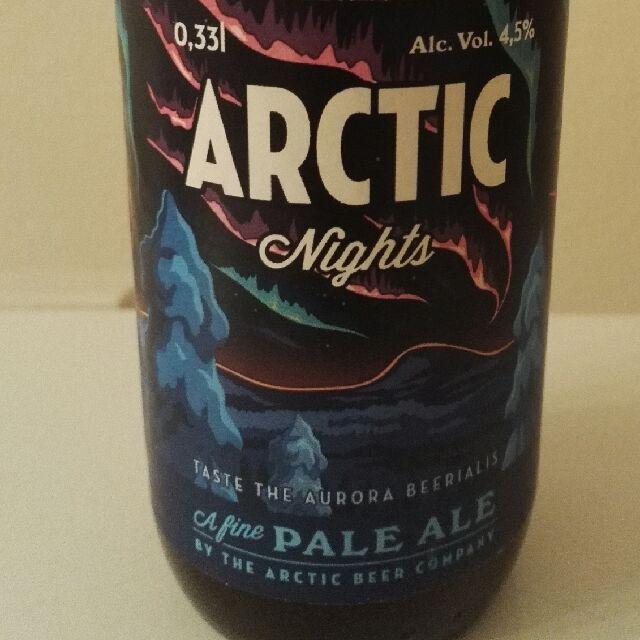 0,33l Alc. Vol. 4,5%
ARCTIC
Nights
TASTE THE AURORA BEERIALIS
A fine PALE ALE
BY THE ARCTIC BEER COMPANY